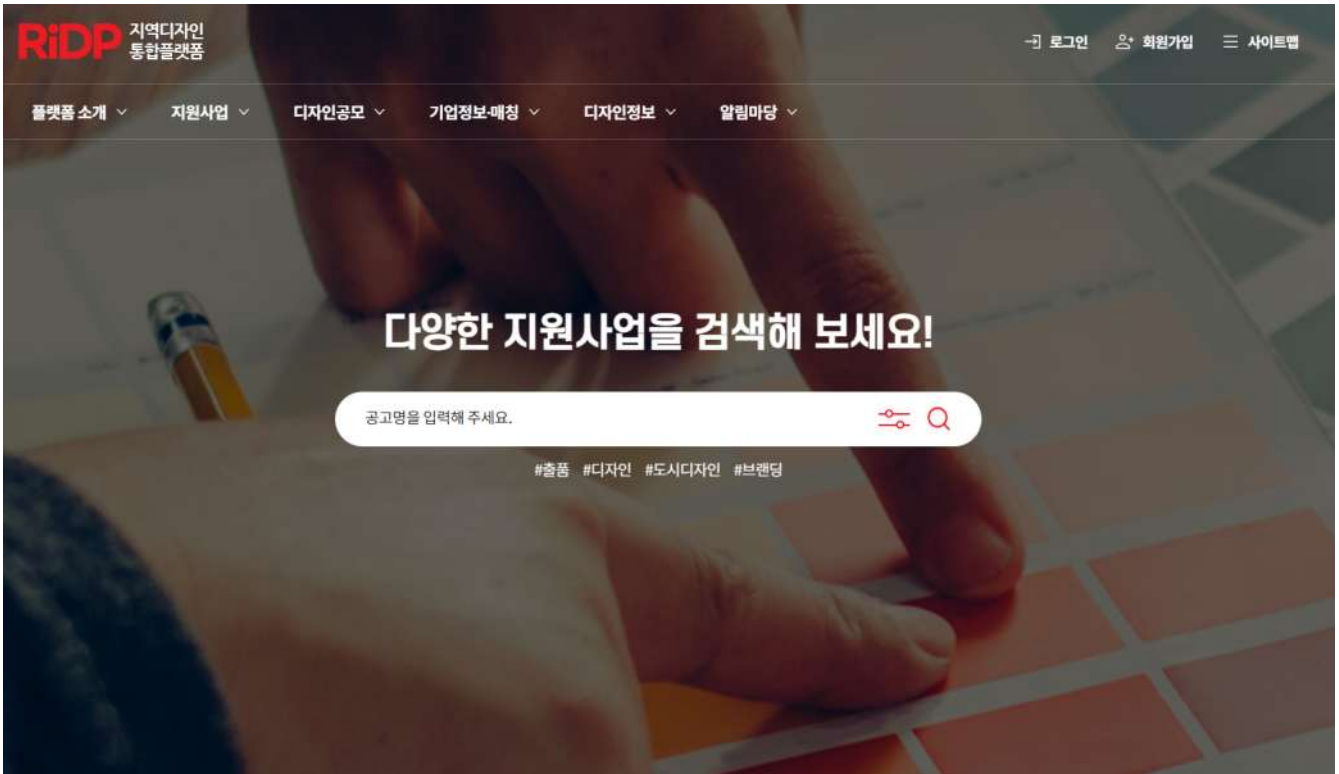 RiDP 지역디자인
통합플랫폼
로그인 회원가입 사이트맵
플랫폼 소개 지원사업 디자인공모 기업정보·매칭 디자인정보 알림마당
다양한 지원사업을 검색해 보세요!
공고명을 입력해 주세요.
#출품 #디자인 #도시디자인 #브랜딩